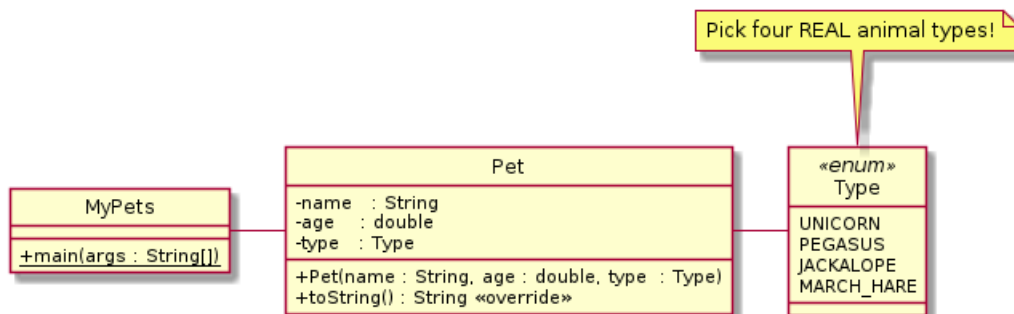 Pick four REAL animal types!
MyPets
+main(args : String[])
Pet
-name : String
-age : double
-type : Type
+Pet(name : String, age : double, type : Type)
+toString() : String «override»
«enum»
Type
UNICORN
PEGASUS
JACKALOPE
MARCH_HARE